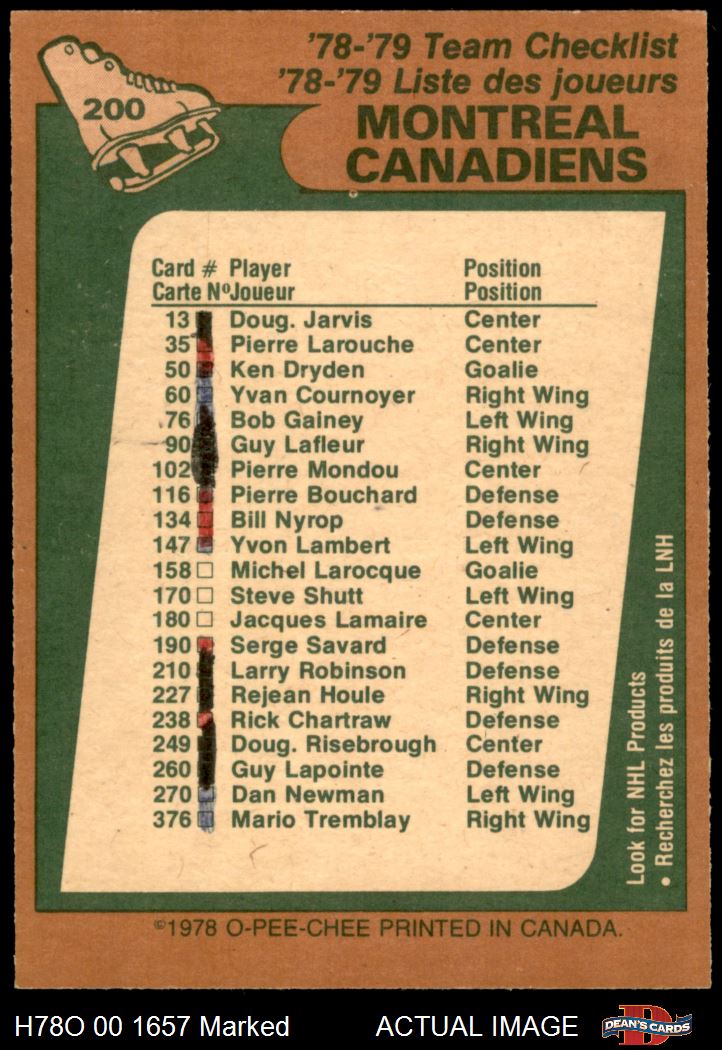 200
'78-'79 Team Checklist
'78-'79 Liste des joueurs
MONTREAL
CANADIENS
Card # Player Position
Carte Nº Joueur Position
13 Doug. Jarvis Center
35 Pierre Larouche Center
50 Ken Dryden Goalie
60 Yvan Cournoyer Right Wing
76 Bob Gainey Left Wing
90 Guy Lafleur Right Wing
102 Pierre Mondou Center
116 Pierre Bouchard Defense
134 Bill Nyrop Defense
147 Yvon Lambert Left Wing
158 Michel Larocque Goalie
170 Steve Shutt Left Wing
180 Jacques Lamaire Center
190 Serge Savard Defense
210 Larry Robinson Defense
227 Rejean Houle Right Wing
238 Rick Chartraw Defense
249 Doug. Risebrough Center
260 Guy Lapointe Defense
270 Dan Newman Left Wing
376 Mario Tremblay Right Wing
Look for NHL Products
• Recherchez les produits de la LNH
©1978 O-PEE-CHEE PRINTED IN CANADA.
H78O 00 1657 Marked ACTUAL IMAGE
D
DEAN'S CARDS